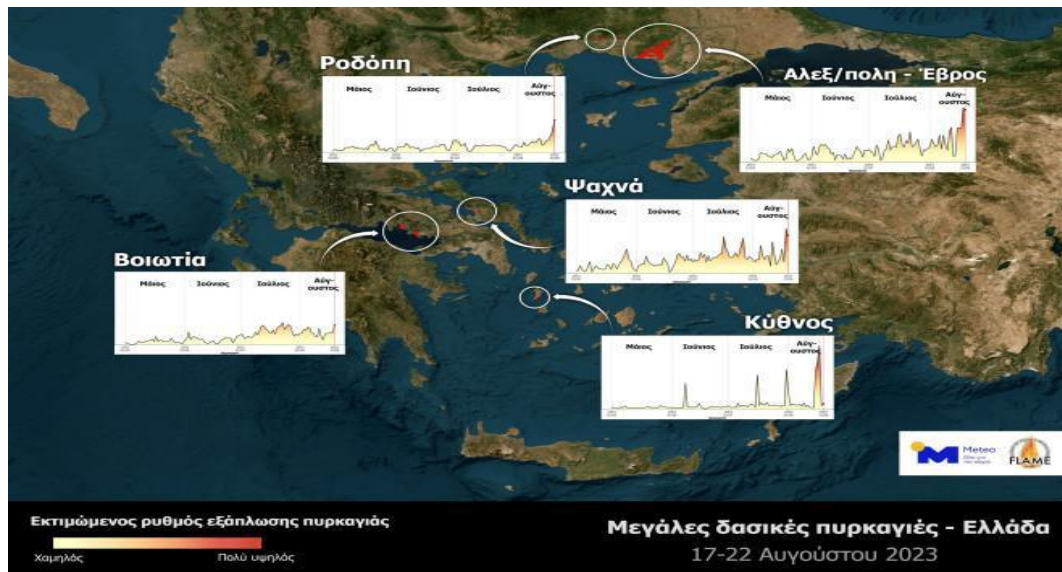 Ροδόπη
Μάιος
Ιούνιος
Ιούλιος
Αύγ-
ουστος
Αλεξ/πολη - Έβρος
Μάιος
Ιούνιος
Ιούλιος
Αύγ-
ουστος
Ψαχνά
Μάιος
Ιούνιος
Ιούλιος
Αύγ-
ουστος
Βοιωτία
Μάιος
Ιούνιος
Ιούλιος
Αύγ-
ουστος
Κύθνος
Μάιος
Ιούνιος
Ιούλιος
Αύγ-
ουστος
Meteo
FLAME
Εκτιμώμενος ρυθμός εξάπλωσης πυρκαγιάς
Χαμηλός Πολύ υψηλός
Μεγάλες δασικές πυρκαγιές - Ελλάδα
17-22 Αυγούστου 2023